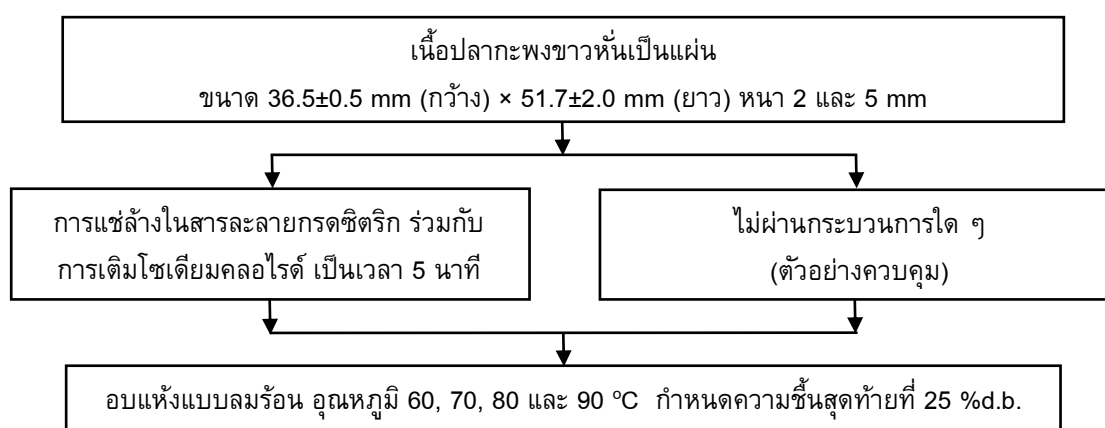 เนื้อปลากะพงขาวหั่นเป็นแผ่น
ขนาด 36.5±0.5 mm (กว้าง) × 51.7±2.0 mm (ยาว) หนา 2 และ 5 mm
การแช่ล้างในสารละลายกรดซิตริก ร่วมกับ
การเติมโซเดียมคลอไรด์ เป็นเวลา 5 นาที
ไม่ผ่านกระบวนการใด ๆ
(ตัวอย่างควบคุม)
อบแห้งแบบลมร้อน อุณหภูมิ 60, 70, 80 และ 90 °C กำหนดความชื้นสุดท้ายที่ 25 %d.b.